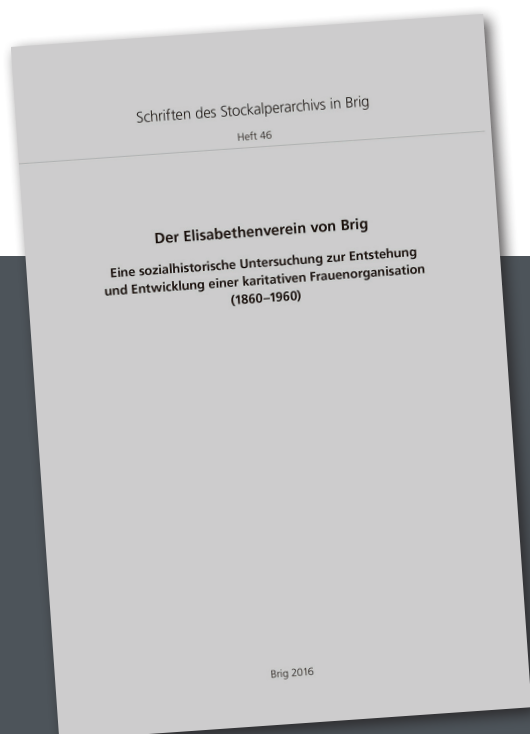 Schriften des Stockalperarchivs in Brig
Heft 46
Der Elisabethenverein von Brig
Eine sozialhistorische Untersuchung zur Entstehung
und Entwicklung einer karitativen Frauenorganisation
(1860–1960)
Brig 2016